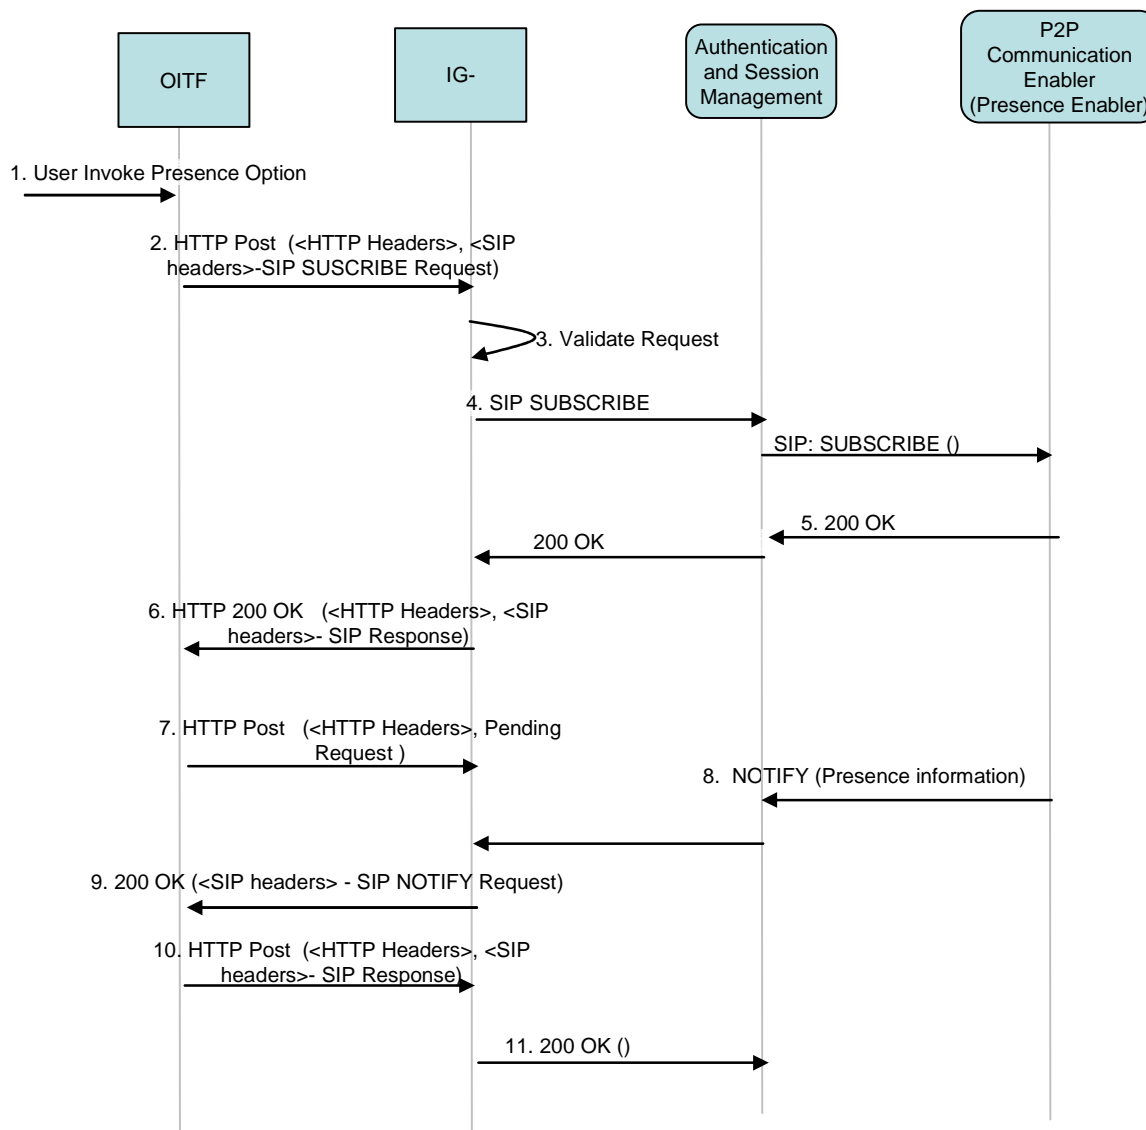 OITF
IG-
Authentication
and Session
Management
P2P
Communication
Enabler
(Presence Enabler)
1. User Invoke Presence Option
2. HTTP Post (<HTTP Headers>, <SIP
headers>-SIP SUSCRIBE Request)
3. Validate Request
4. SIP SUBSCRIBE
SIP: SUBSCRIBE ()
5. 200 OK
200 OK
6. HTTP 200 OK (<HTTP Headers>, <SIP
headers>- SIP Response)
7. HTTP Post (<HTTP Headers>, Pending
Request )
8. NOTIFY (Presence information)
9. 200 OK (<SIP headers> - SIP NOTIFY Request)
10. HTTP Post (<HTTP Headers>, <SIP
headers>- SIP Response)
11. 200 OK ()